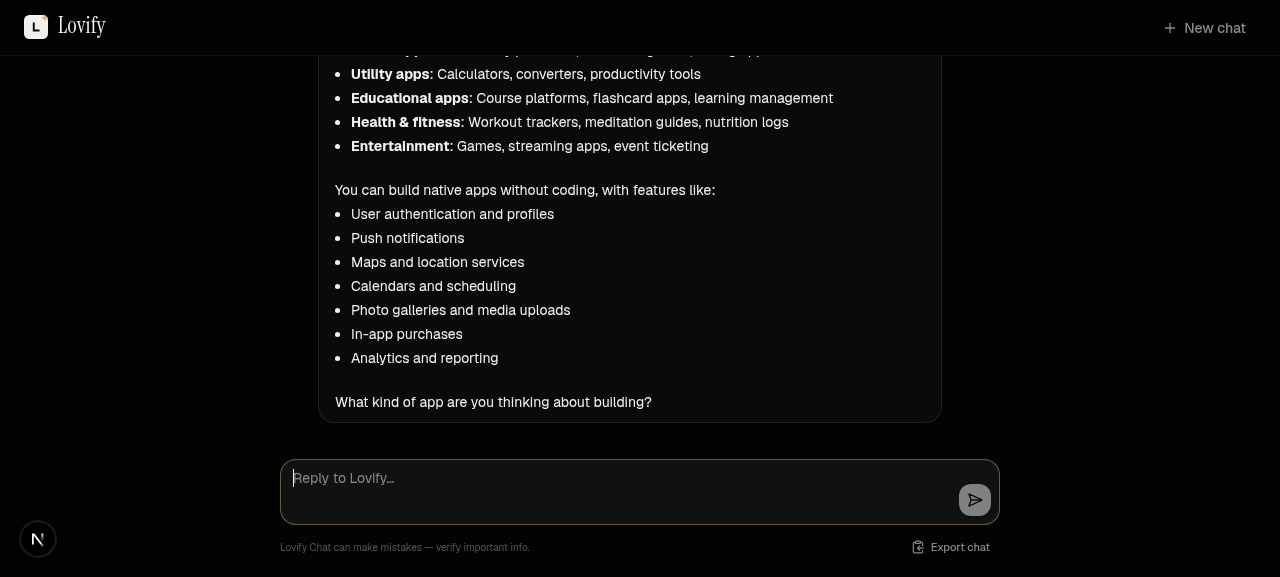 L Lovify
New chat
Utility apps: Calculators, converters, productivity tools
Educational apps: Course platforms, flashcard apps, learning management
Health & fitness: Workout trackers, meditation guides, nutrition logs
Entertainment: Games, streaming apps, event ticketing
You can build native apps without coding, with features like:
User authentication and profiles
Push notifications
Maps and location services
Calendars and scheduling
Photo galleries and media uploads
In-app purchases
Analytics and reporting
What kind of app are you thinking about building?
Reply to Lovify...
N
Lovify Chat can make mistakes — verify important info.
Export chat